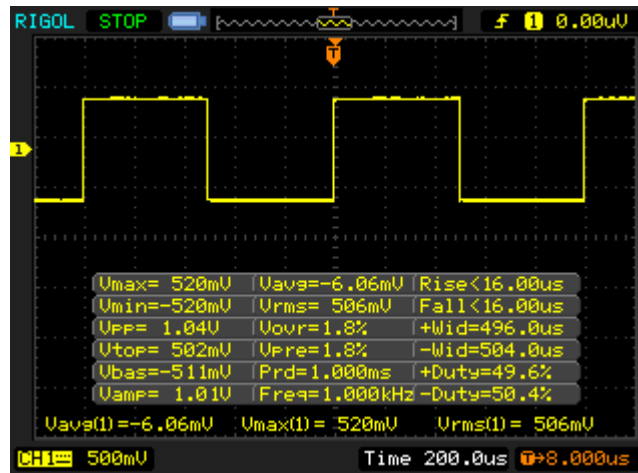 RIGOL STOP T f 1 0.00uV
T
1
Vmax= 520mV Vavg=-6.06mV Rise<16.00us
Vmin=-520mV Vrms= 506mV Fall<16.00us
Vpp= 1.04V Vovr=1.8% +Wid=496.0us
Vtop= 502mV Vpre=1.8% -Wid=504.0us
Vbas=-511mV Prd=1.000ms +Duty=49.6%
Vamp= 1.01V Freq=1.000kHz -Duty=50.4%
Vavg(1)=-6.06mV Vmax(1)= 520mV Vrms(1)= 506mV
CH1 500mV Time 200.0us T→8.000us